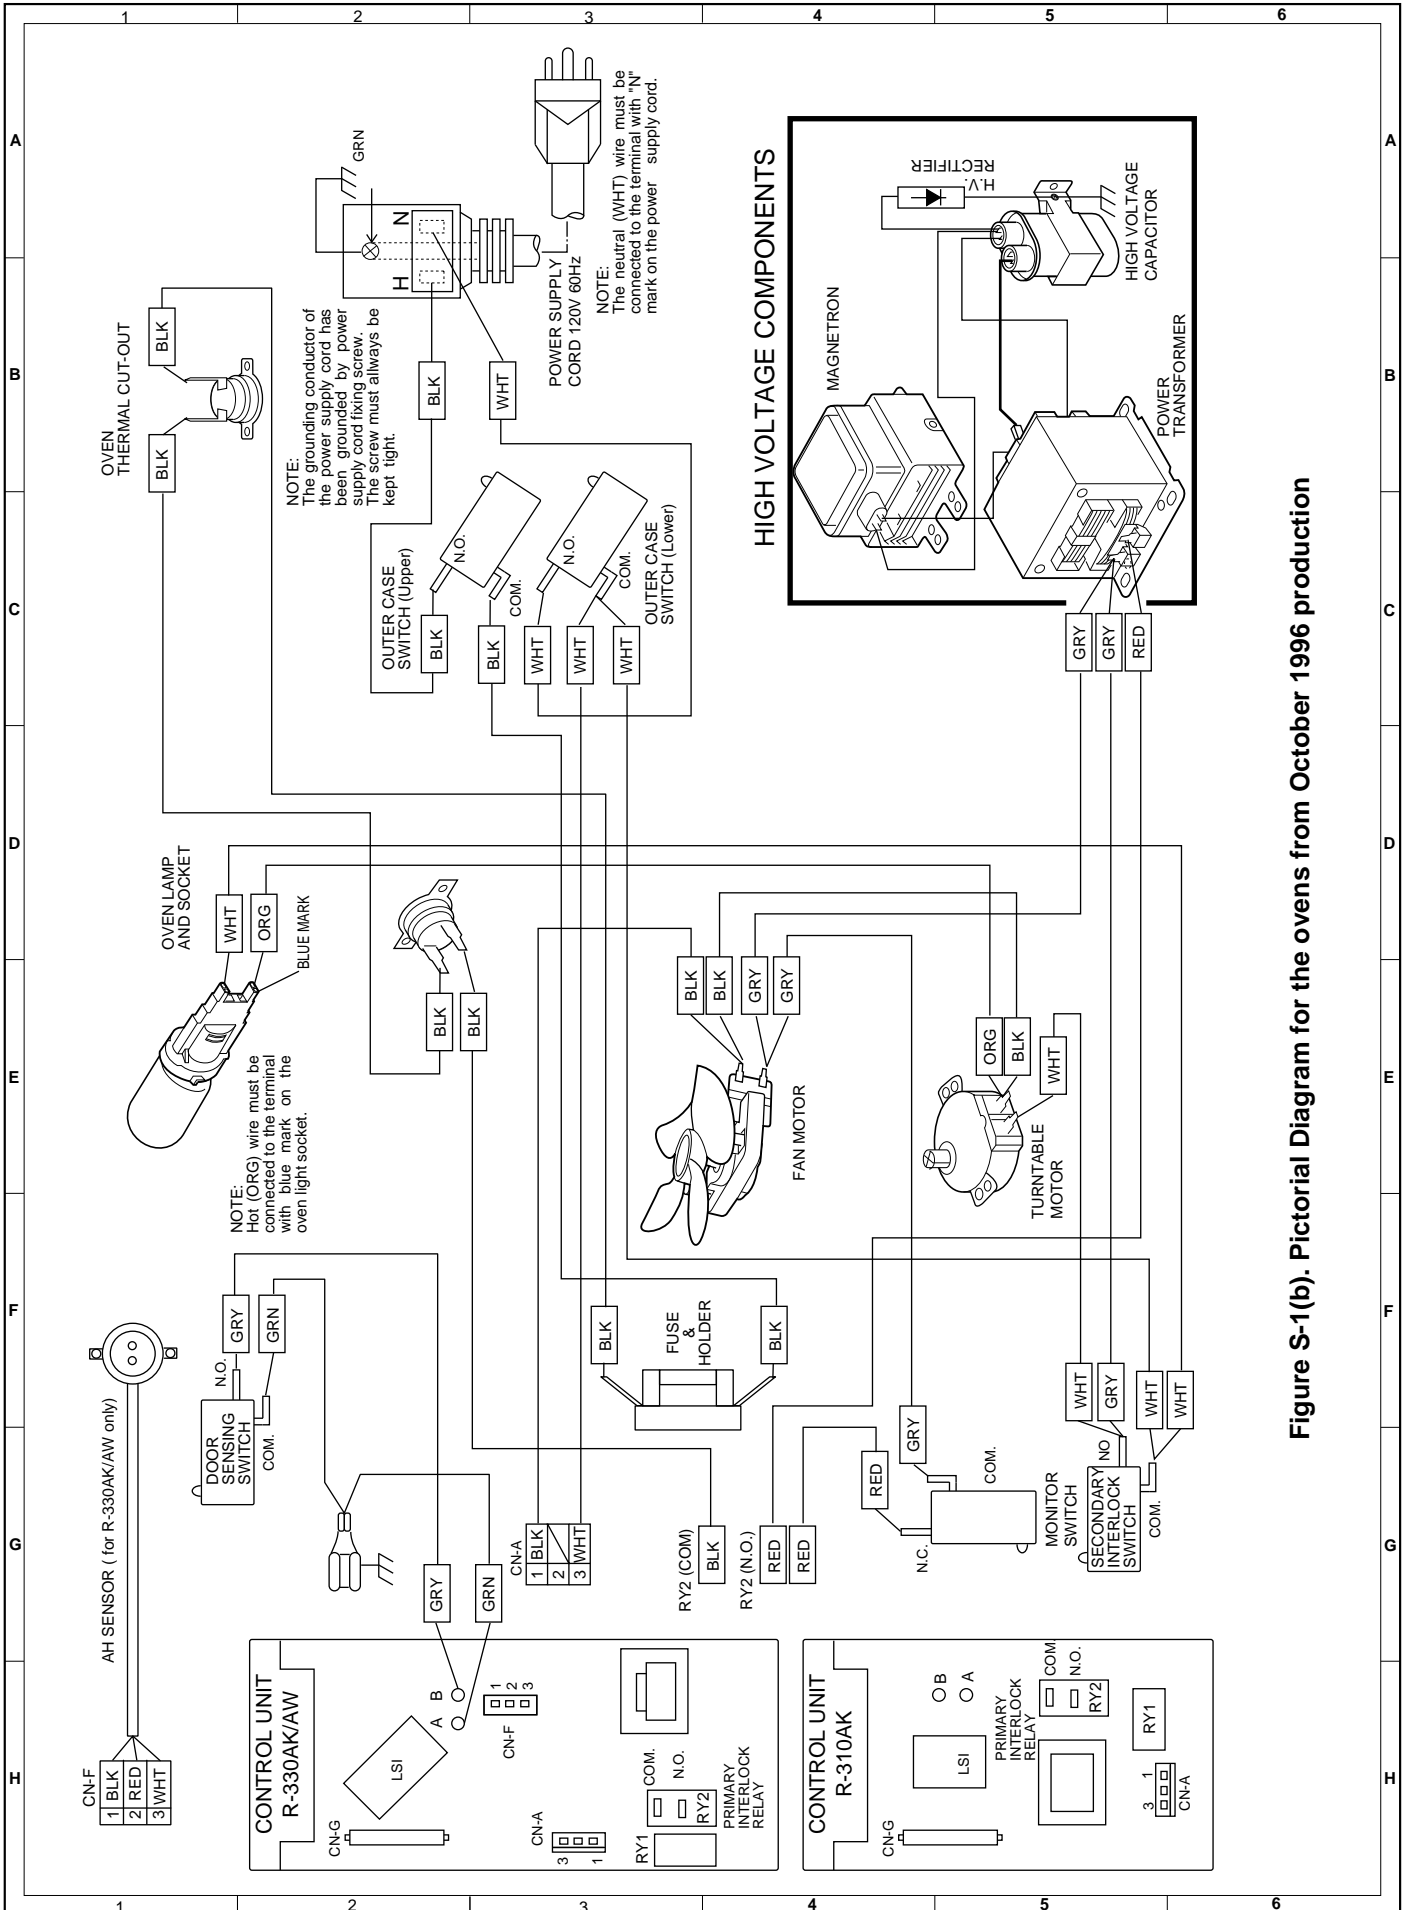 1
2
3
4
5
6
A
B
C
D
E
F
G
H
A
B
C
D
E
F
G
H
1
2
3
4
5
6
CN-F
1 BLK
2 RED
3 WHT
AH SENSOR ( for R-330AK/AW only)
DOOR
SENSING
SWITCH
N.O.
COM.
GRY
GRN
NOTE:
Hot (ORG) wire must be
connected to the terminal
with blue mark on the
oven light socket.
OVEN LAMP
AND SOCKET
WHT
ORG
BLUE MARK
OVEN
THERMAL CUT-OUT
BLK
BLK
BLK
BLK
NOTE:
The grounding conductor of
the power supply cord has
been grounded by power
supply cord fixing screw.
The screw must allways be
kept tight.
GRN
H
N
BLK
WHT
POWER SUPPLY
CORD 120V 60Hz
NOTE:
The neutral (WHT) wire must be
connected to the terminal with "N"
mark on the power supply cord.
OUTER CASE
SWITCH (Upper)
BLK
BLK
N.O.
COM.
WHT
WHT
WHT
N.O.
COM.
OUTER CASE
SWITCH (Lower)
CONTROL UNIT
R-330AK/AW
CN-G
LSI
A
B
CN-F
1
2
3
CN-A
3
1
RY1
COM.
N.O.
RY2
PRIMARY
INTERLOCK
RELAY
GRY
GRN
CN-A
1 BLK
2
3 WHT
RY2 (COM)
BLK
RY2 (N.O.)
RED
RED
BLK
FUSE
&
HOLDER
BLK
BLK
BLK
GRY
GRY
FAN MOTOR
HIGH VOLTAGE COMPONENTS
MAGNETRON
H.V.
RECTIFIER
HIGH VOLTAGE
CAPACITOR
POWER
TRANSFORMER
GRY
GRY
RED
CONTROL UNIT
R-310AK
CN-G
LSI
B
A
PRIMARY
INTERLOCK
RELAY
COM.
N.O.
RY2
RY1
3
1
CN-A
RED
GRY
N.C.
COM.
MONITOR
SWITCH
SECONDARY
INTERLOCK
SWITCH
NO
COM.
WHT
GRY
WHT
WHT
TURNTABLE
MOTOR
ORG
BLK
WHT
Figure S-1(b). Pictorial Diagram for the ovens from October 1996 production